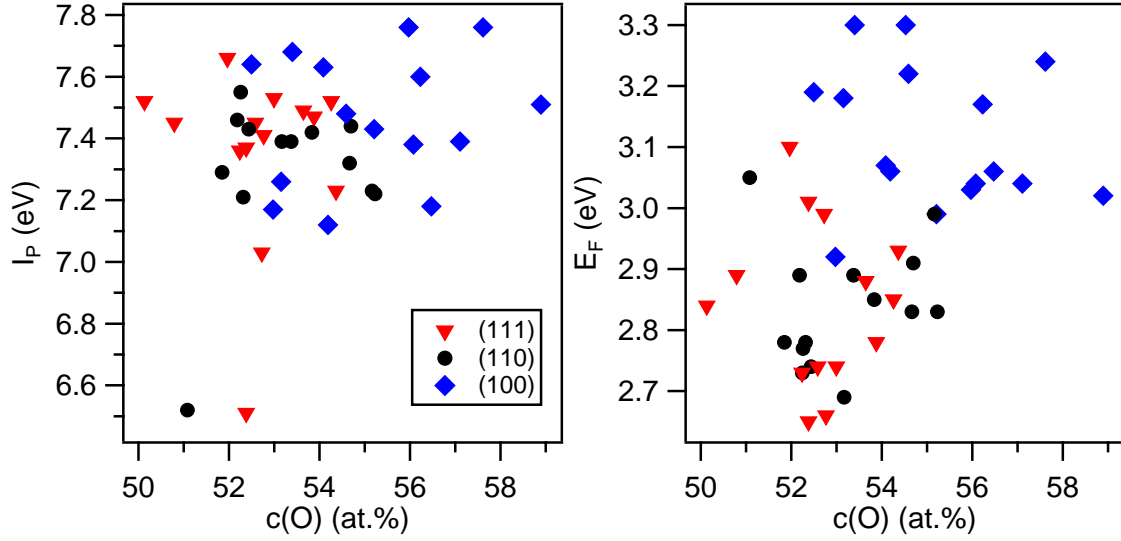 7.8
7.6
7.4
7.2
7.0
6.8
6.6
I_P (eV)
50 52 54 56 58
c(O) (at.%)
(111)
(110)
(100)
3.3
3.2
3.1
3.0
2.9
2.8
2.7
E_F (eV)
50 52 54 56 58
c(O) (at.%)